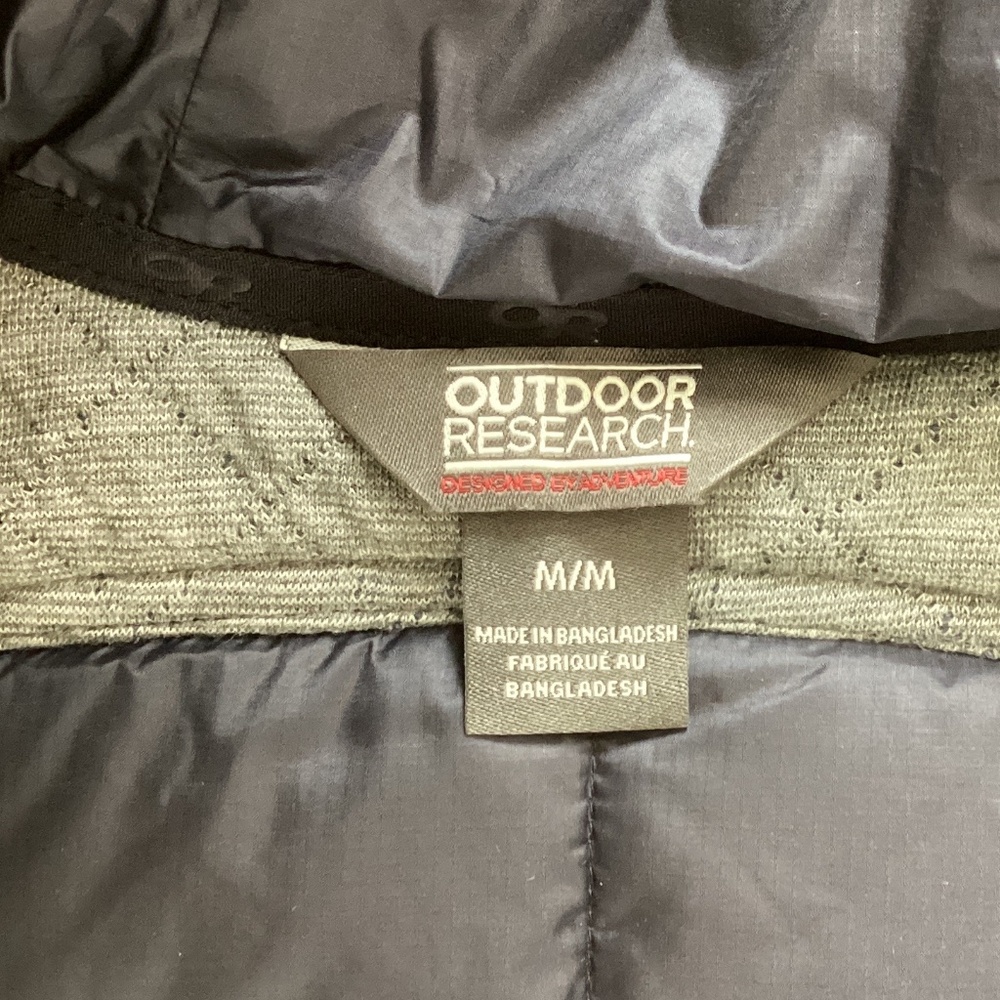 OUTDOOR
RESEARCH.
DESIGNED BY ADVENTURE
M/M
MADE IN BANGLADESH
FABRIQUÉ AU
BANGLADESH